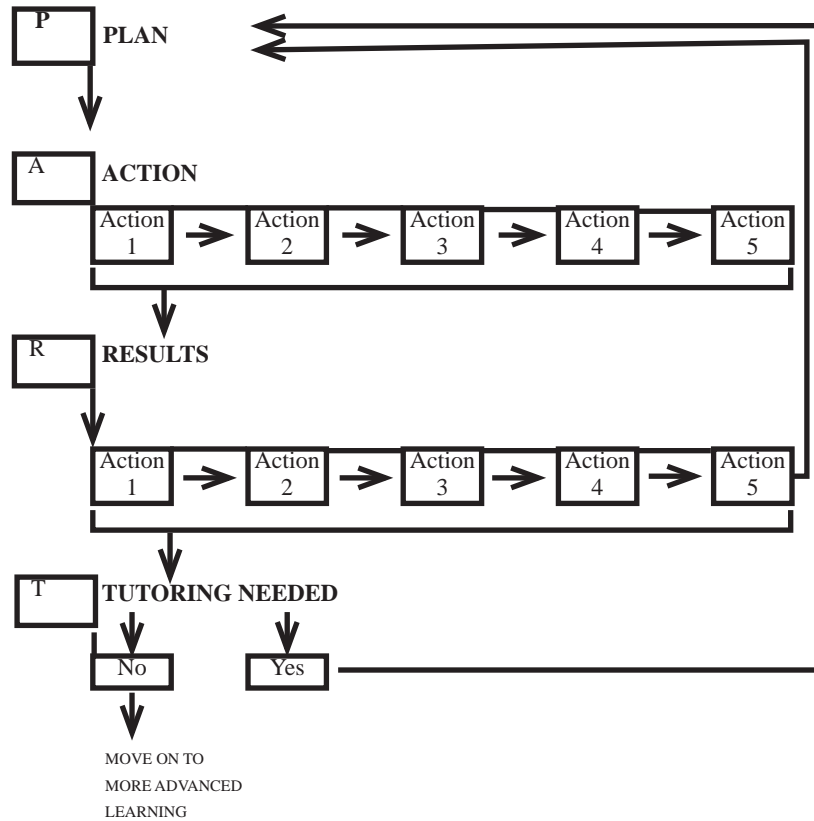 P
PLAN
A
ACTION
Action Action Action Action Action
1 2 3 4 5
R
RESULTS
Action Action Action Action Action
1 2 3 4 5
T
TUTORING NEEDED
No Yes
MOVE ON TO
MORE ADVANCED
LEARNING